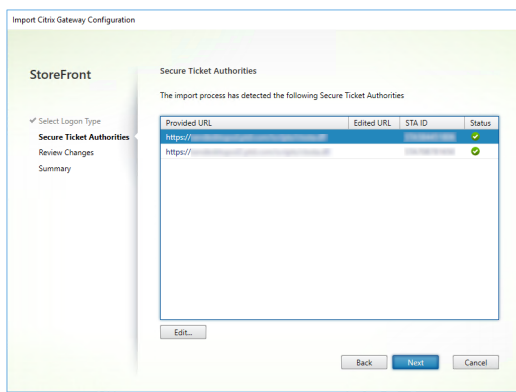 Import Citrix Gateway Configuration
StoreFront
Select Logon Type
Secure Ticket Authorities
Review Changes
Summary
Secure Ticket Authorities
The import process has detected the following Secure Ticket Authorities
Provided URL Edited URL STA ID Status
https://
https://
Edit...
Back Next Cancel